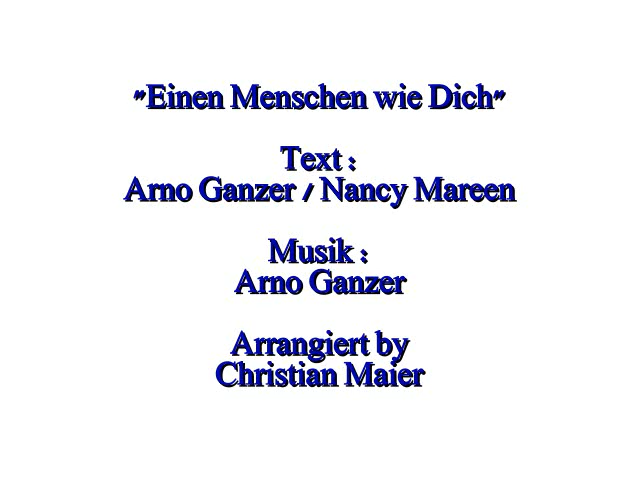 "Einen Menschen wie Dich"
Text :
Arno Ganzer / Nancy Mareen
Musik :
Arno Ganzer
Arrangiert by
Christian Maier